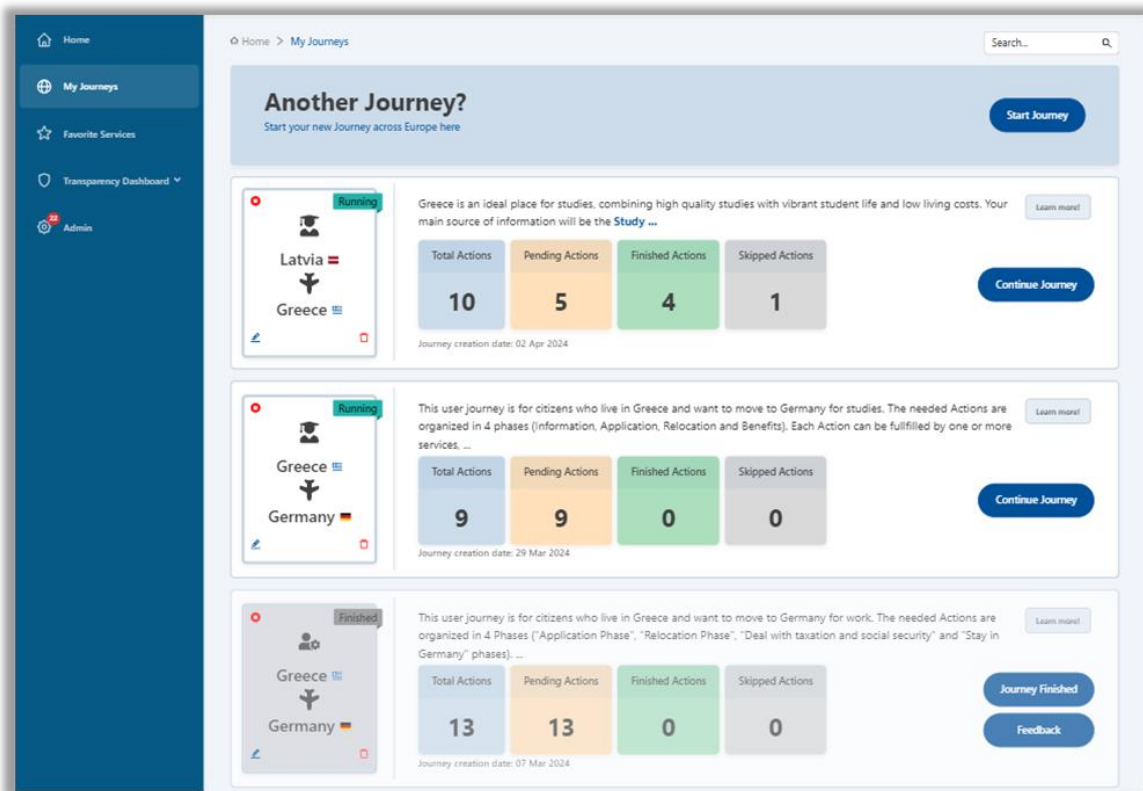 Home
My Journeys
Favorite Services
Transparency Dashboard
22
Admin
Home > My Journeys
Search...
Another Journey?
Start your new Journey across Europe here
Start Journey
Running
Latvia
Greece
Greece is an ideal place for studies, combining high quality studies with vibrant student life and low living costs. Your
main source of information will be the Study ...
Learn more!
Total Actions Pending Actions Finished Actions Skipped Actions
10 5 4 1
Continue Journey
Journey creation date: 02 Apr 2024
Running
Greece
Germany
This user journey is for citizens who live in Greece and want to move to Germany for studies. The needed Actions are
organized in 4 phases (Information, Application, Relocation and Benefits). Each Action can be fullfilled by one or more
services, ...
Learn more!
Total Actions Pending Actions Finished Actions Skipped Actions
9 9 0 0
Continue Journey
Journey creation date: 29 Mar 2024
Finished
Greece
Germany
This user journey is for citizens who live in Greece and want to move to Germany for work. The needed Actions are
organized in 4 Phases ("Application Phase", "Relocation Phase", "Deal with taxation and social security" and "Stay in
Germany" phases). ...
Learn more!
Total Actions Pending Actions Finished Actions Skipped Actions
13 13 0 0
Journey Finished
Feedback
Journey creation date: 07 Mar 2024